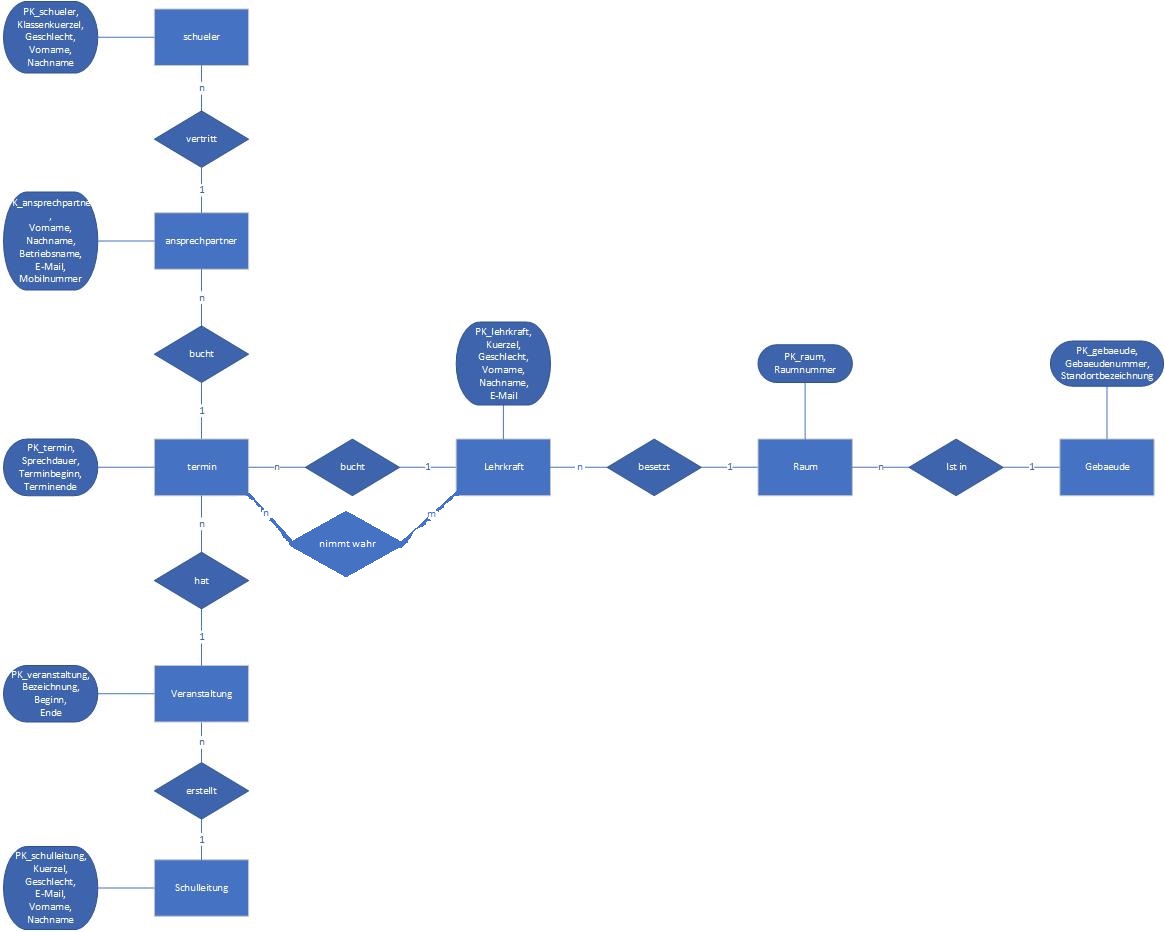 PK_schueler,
Klassenkuerzel,
Geschlecht,
Vorname,
Nachname
schueler
n
vertritt
1
K_ansprechpartne
,
Vorname,
Nachname,
Betriebsname,
E-Mail,
Mobilnummer
ansprechpartner
n
bucht
1
PK_lehrkraft,
Kuerzel,
Geschlecht,
Vorname,
Nachname,
E-Mail
PK_raum,
Raumnummer
PK_gebaeude,
Gebaeudenummer,
Standortbezeichnung
PK_termin,
Sprechdauer,
Terminbeginn,
Terminende
termin
n
bucht
1
Lehrkraft
n
besetzt
1
Raum
n
Ist in
1
Gebaeude
n
nimmt wahr
m
n
hat
1
PK_veranstaltung,
Bezeichnung,
Beginn,
Ende
Veranstaltung
n
erstellt
1
PK_schulleitung,
Kuerzel,
Geschlecht,
E-Mail,
Vorname,
Nachname
Schulleitung